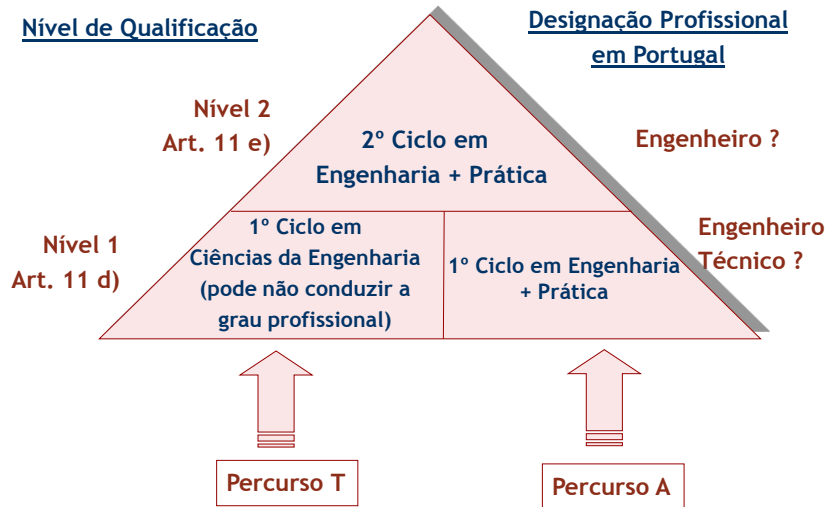 Nível de Qualificação
Designação Profissional
em Portugal
Nível 2
Art. 11 e)
2º Ciclo em
Engenharia + Prática
Engenheiro ?
Nível 1
Art. 11 d)
1º Ciclo em
Ciências da Engenharia
(pode não conduzir a
grau profissional)
1º Ciclo em Engenharia
+ Prática
Engenheiro
Técnico ?
Percurso T
Percurso A